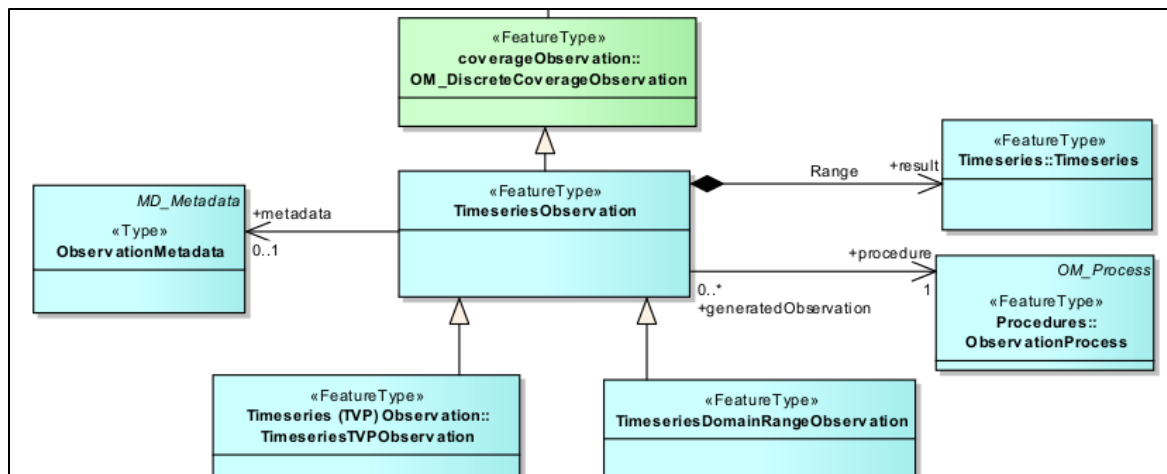 «FeatureType»
coverageObservation::
OM_DiscreteCoverageObservation
«FeatureType»
Timeseries::Timeseries
Range
+result
«FeatureType»
TimeseriesObservation
MD_Metadata
«Type»
ObservationMetadata
+metadata
0..1
+procedure
0..*
1
+generatedObservation
OM_Process
«FeatureType»
Procedures::
ObservationProcess
«FeatureType»
Timeseries (TVP) Observation::
TimeseriesTVPObservation
«FeatureType»
TimeseriesDomainRangeObservation